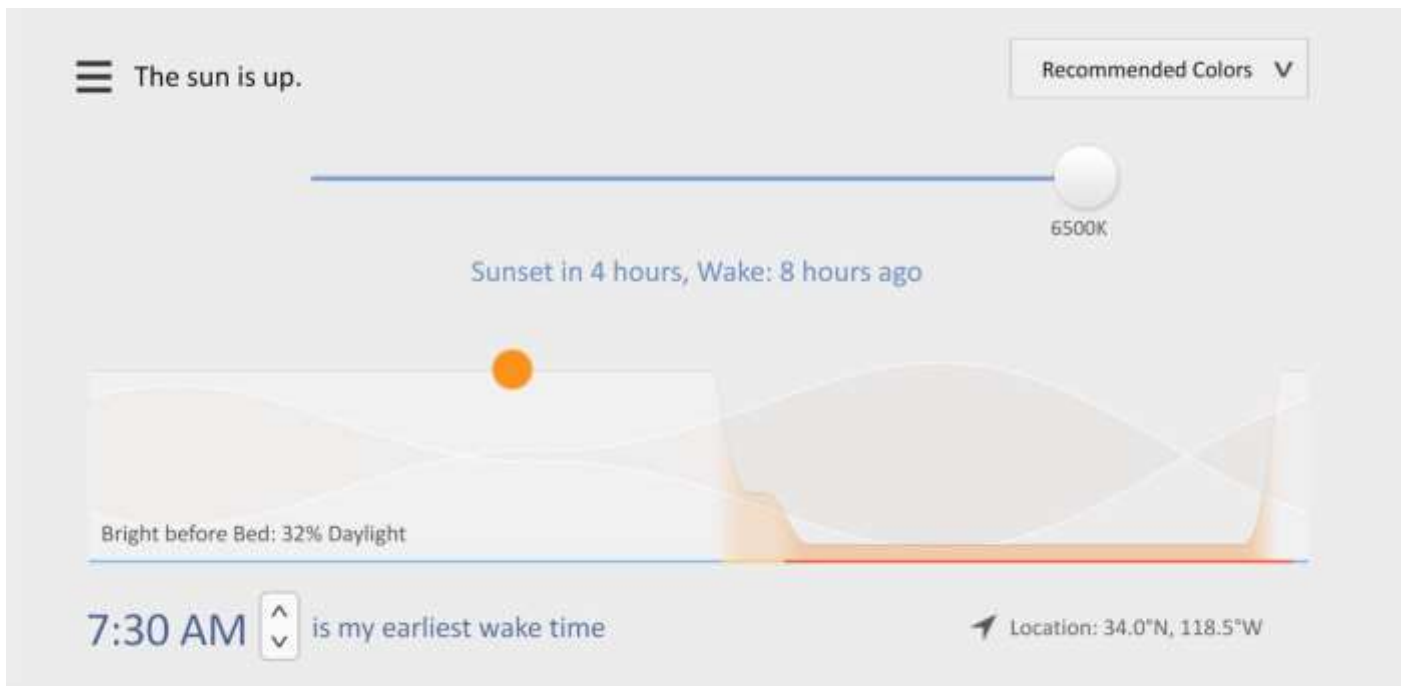 The sun is up.
Recommended Colors
6500K
Sunset in 4 hours, Wake: 8 hours ago
Bright before Bed: 32% Daylight
7:30 AM is my earliest wake time
Location: 34.0°N, 118.5°W